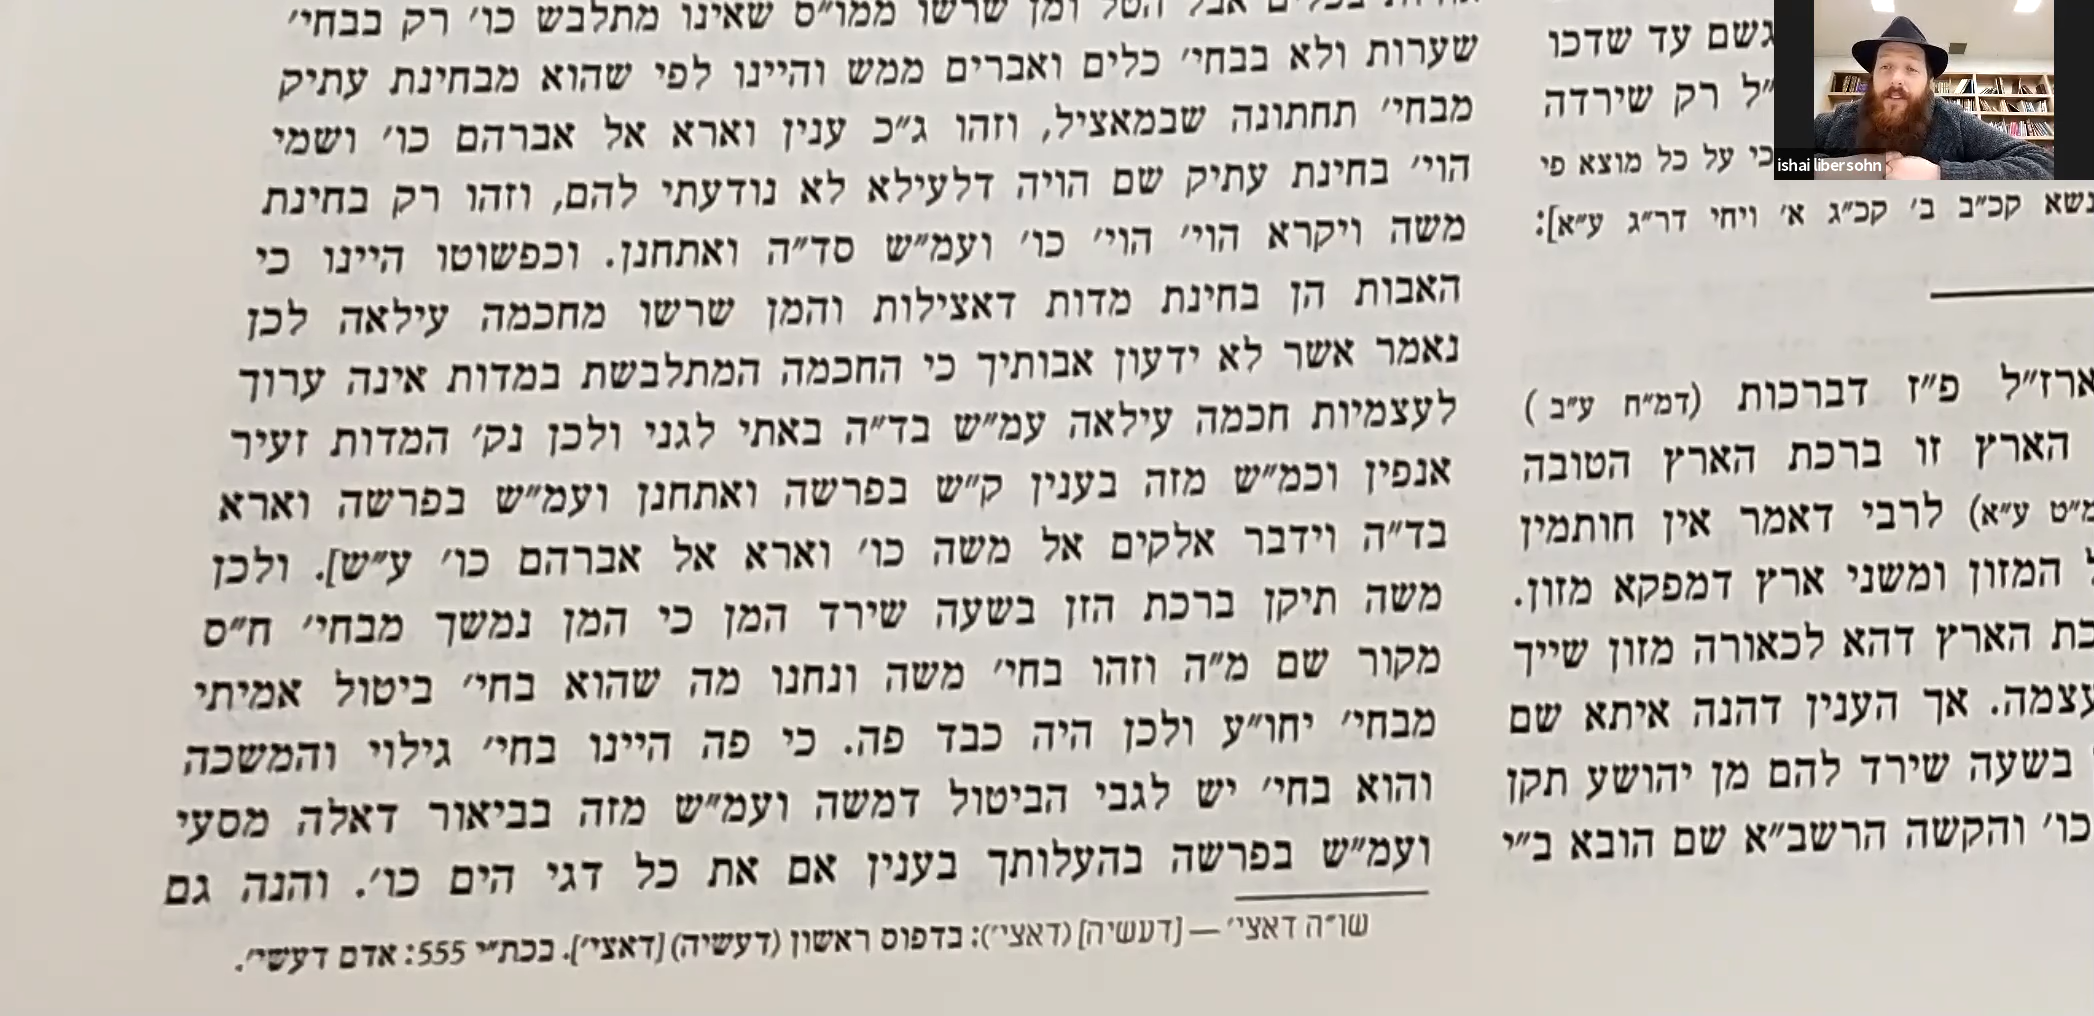 גשם עד שדכו
״ל רק שירדה
כי על כל מוצא פי
נשא קכ״ב ב׳ קכ״ג א׳ ויחי דר״ג ע״א]:
ארז״ל פ״ז דברכות (דמ״ח ע״ב)
הארץ זו ברכת הארץ הטובה
מ״ט ע״א) לרבי דאמר אין חותמין
המזון ומשני ארץ דמפקא מזון.
כת הארץ דהא לכאורה מזון שייך
עצמה. אך הענין דהנה איתא שם
בשעה שירד להם מן יהושע תקן
כו׳ והקשה הרשב״א שם הובא ב״י
ומן שרשו ממו״ס שאינו מתלבש כו׳ רק בבחי׳
שערות ולא בבחי׳ כלים ואברים ממש והיינו לפי שהוא מבחינת עתיק
מבחי׳ תחתונה שבמאציל, וזהו ג״כ ענין וארא אל אברהם כו׳ ושמי
הוי׳ בחינת עתיק שם הויה דלעילא לא נודעתי להם, וזהו רק בחינת
משה ויקרא הוי׳ הוי׳ כו׳ ועמ״ש סד״ה ואתחנן. וכפשוטו היינו כי
האבות הן בחינת מדות דאצילות והמן שרשו מחכמה עילאה לכן
נאמר אשר לא ידעון אבותיך כי החכמה המתלבשת במדות אינה ערוך
לעצמיות חכמה עילאה עמ״ש בד״ה באתי לגני ולכן נק׳ המדות זעיר
אנפין וכמ״ש מזה בענין ק״ש בפרשה ואתחנן ועמ״ש בפרשה וארא
בד״ה וידבר אלקים אל משה כו׳ וארא אל אברהם כו׳ ע״ש]. ולכן
משה תיקן ברכת הזן בשעה שירד המן כי המן נמשך מבחי׳ ח״ס
מקור שם מ״ה וזהו בחי׳ משה ונחנו מה שהוא בחי׳ ביטול אמיתי
מבחי׳ יחו״ע ולכן היה כבד פה. כי פה היינו בחי׳ גילוי והמשכה
והוא בחי׳ יש לגבי הביטול דמשה ועמ״ש מזה בביאור דאלה מסעי
ועמ״ש בפרשה בהעלותך בענין אם את כל דגי הים כו׳. והנה גם
שו״ה דאצי׳ — [דעשיה] (דאצי׳): בדפוס ראשון (דעשיה) [דאצי׳]. בכת״י 555: אדם דעשי׳.
ishai libersohn